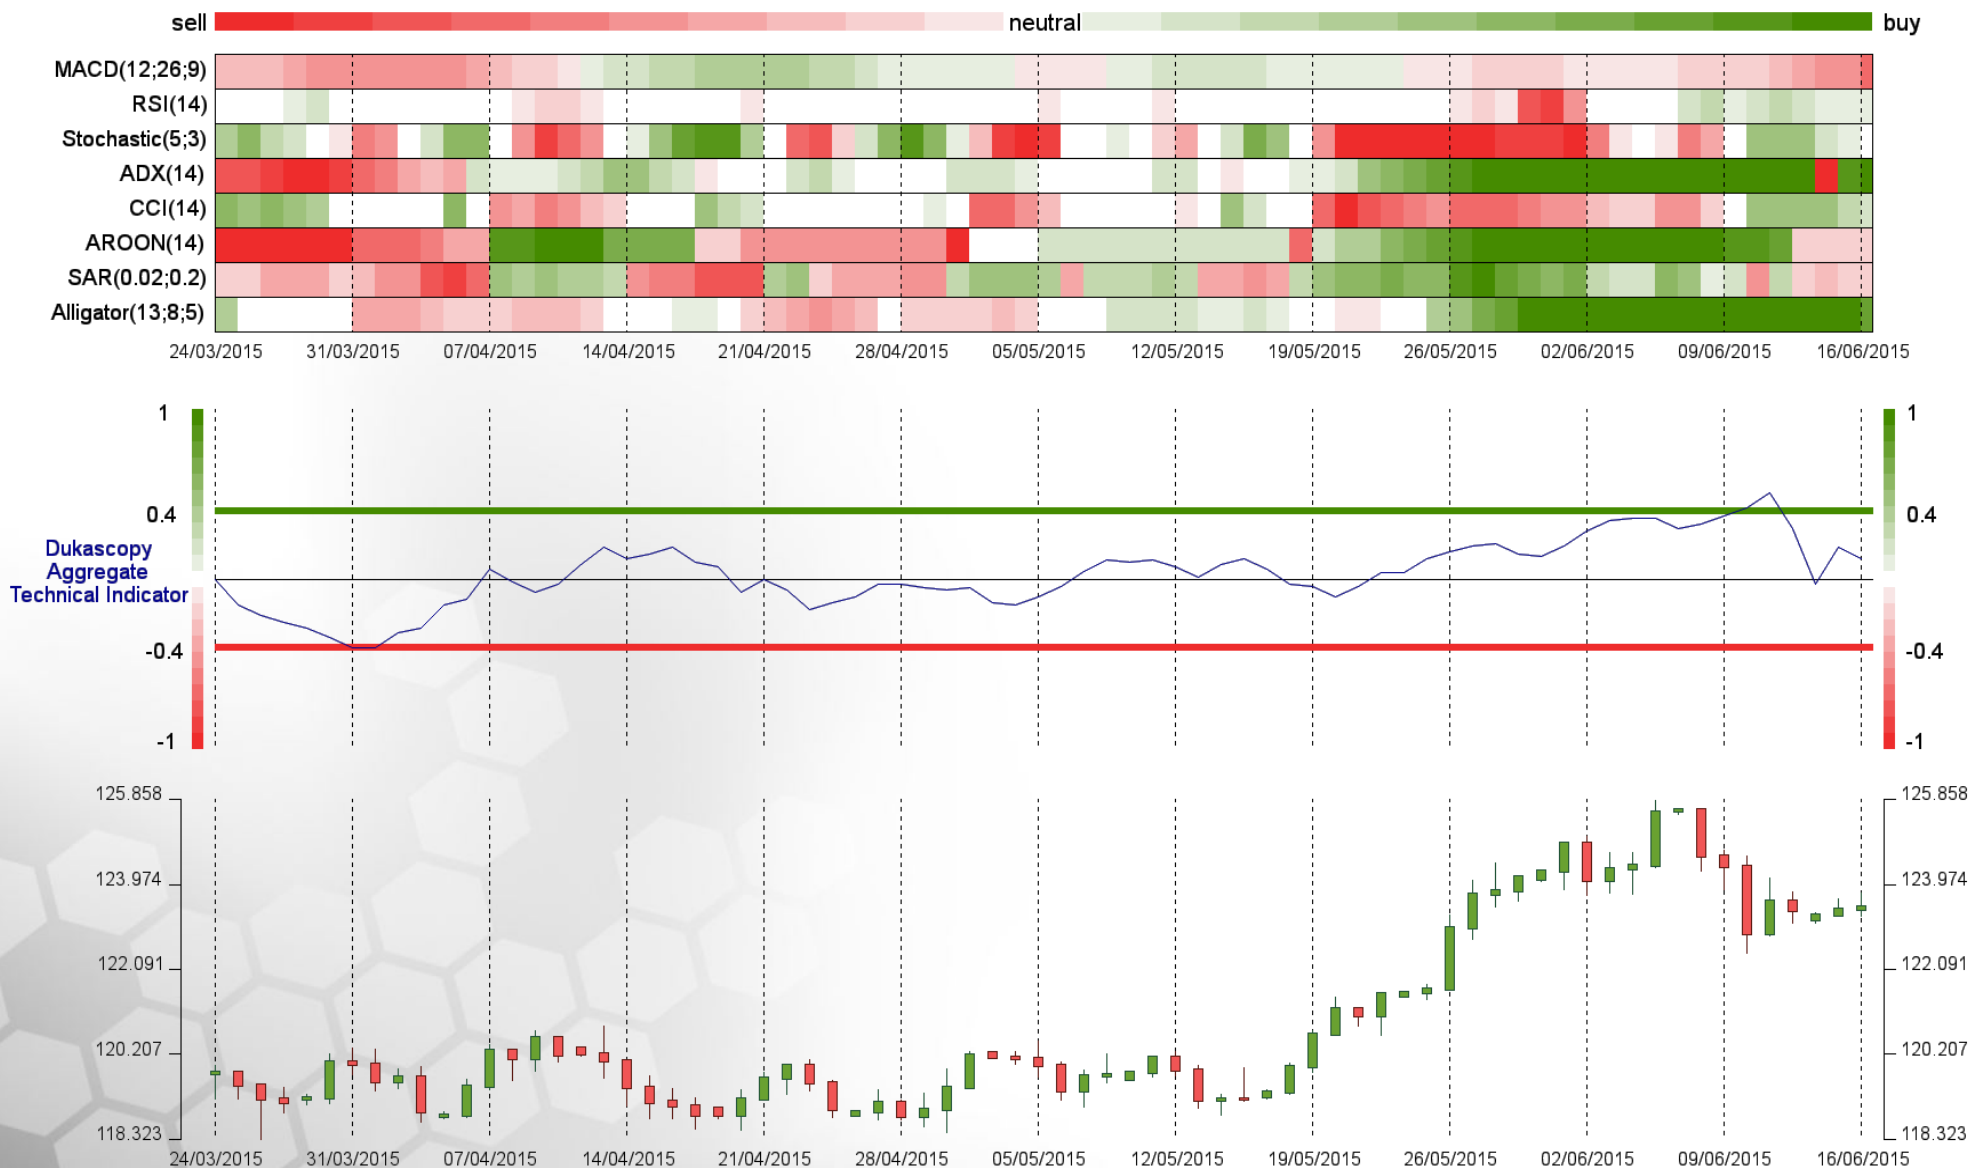 sell neutral buy
MACD(12;26;9)
RSI(14)
Stochastic(5;3)
ADX(14)
CCI(14)
AROON(14)
SAR(0.02;0.2)
Alligator(13;8;5)
24/03/2015 31/03/2015 07/04/2015 14/04/2015 21/04/2015 28/04/2015 05/05/2015 12/05/2015 19/05/2015 26/05/2015 02/06/2015 09/06/2015 16/06/2015
1 1
0.4 0.4
Dukascopy
Aggregate
Technical Indicator
-0.4 -0.4
-1 -1
125.858 125.858
123.974 123.974
122.091 122.091
120.207 120.207
118.323 118.323
24/03/2015 31/03/2015 07/04/2015 14/04/2015 21/04/2015 28/04/2015 05/05/2015 12/05/2015 19/05/2015 26/05/2015 02/06/2015 09/06/2015 16/06/2015